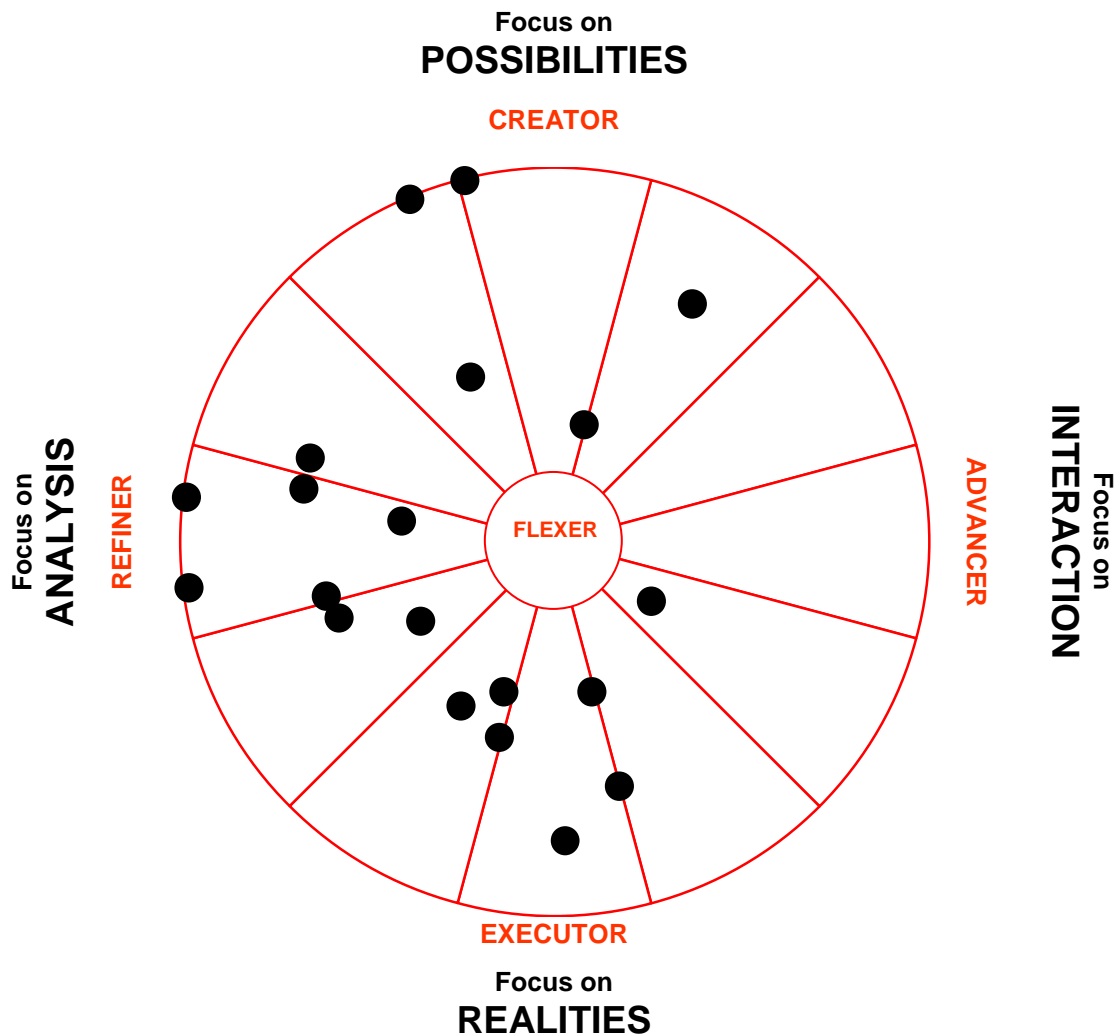 Focus on
POSSIBILITIES
CREATOR
Focus on
ANALYSIS
REFINER
FLEXER
ADVANCER
INTERACTION
Focus on
EXECUTOR
Focus on
REALITIES